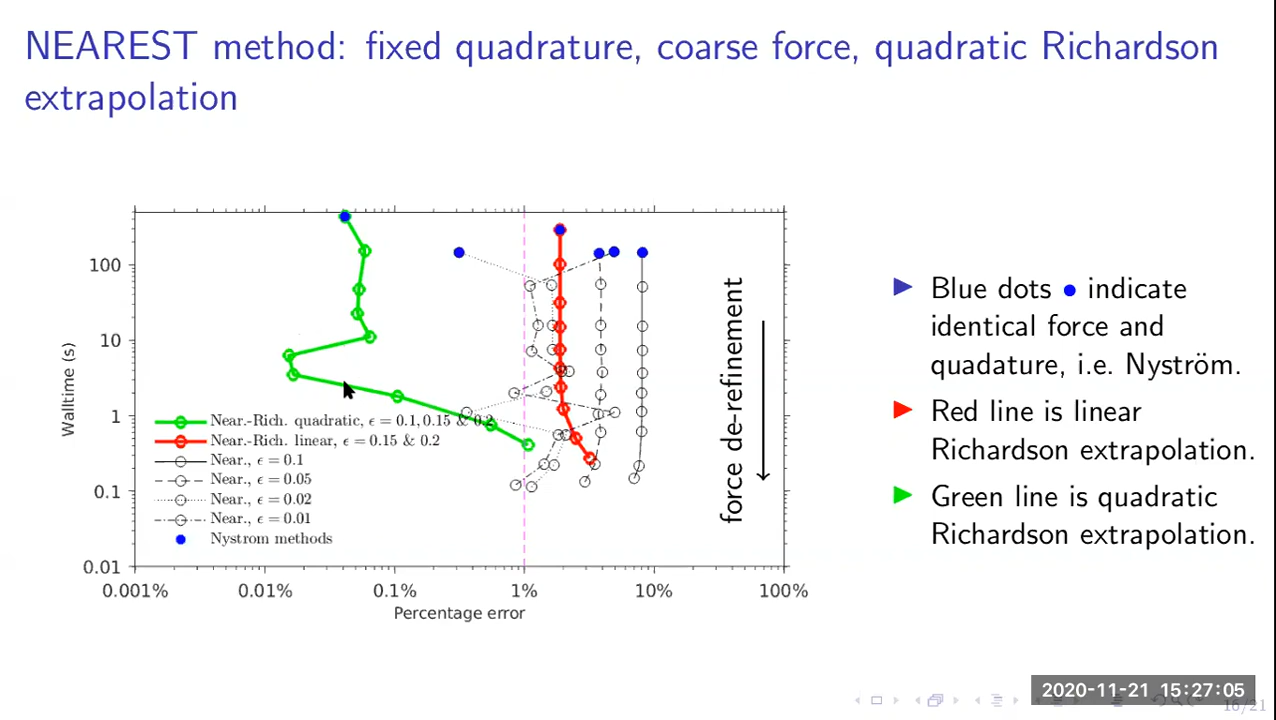 NEAREST method: fixed quadrature, coarse force, quadratic Richardson
extrapolation
100
10
1
0.1
0.01
Walltime (s)
0.001%
0.01%
0.1%
1%
10%
100%
Percentage error
Near.-Rich. quadratic, ϵ = 0.1, 0.15 & 0.2
Near.-Rich. linear, ϵ = 0.15 & 0.2
Near., ϵ = 0.1
Near., ϵ = 0.05
Near., ϵ = 0.02
Near., ϵ = 0.01
Nystrom methods
force de-refinement
Blue dots ● indicate
identical force and
quadature, i.e. Nyström.
Red line is linear
Richardson extrapolation.
Green line is quadratic
Richardson extrapolation.
2020-11-21 15:27:05
16/21